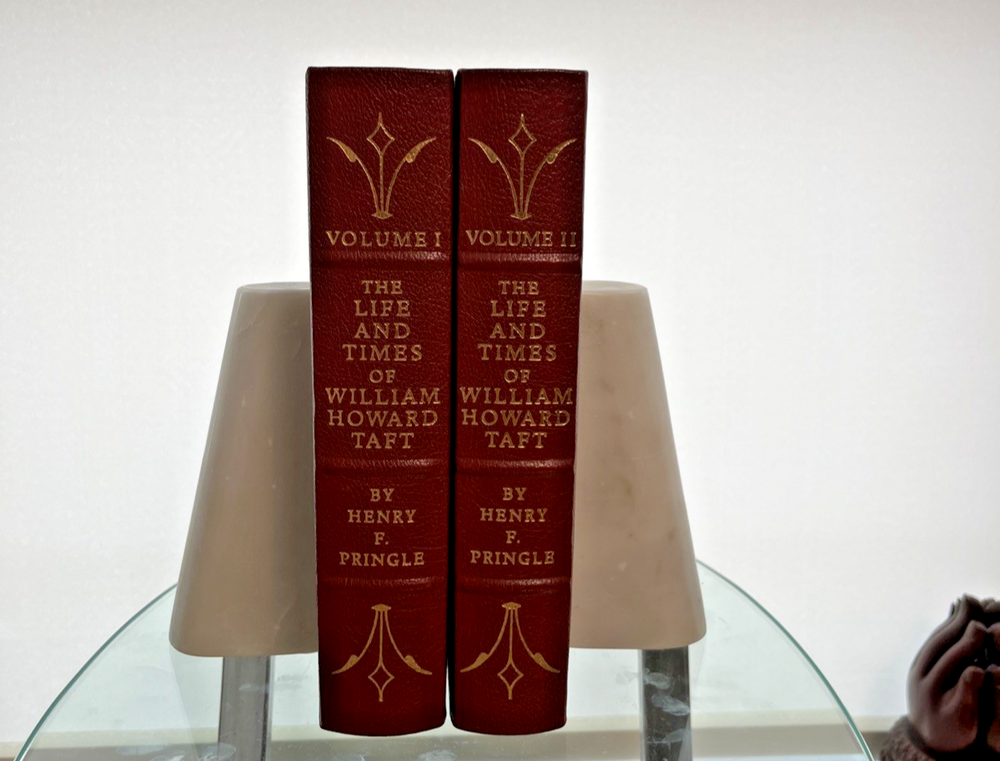 VOLUME I
THE
LIFE
AND
TIMES
OF
WILLIAM
HOWARD
TAFT
BY
HENRY
F.
PRINGLE
VOLUME II
THE
LIFE
AND
TIMES
OF
WILLIAM
HOWARD
TAFT
BY
HENRY
F.
PRINGLE